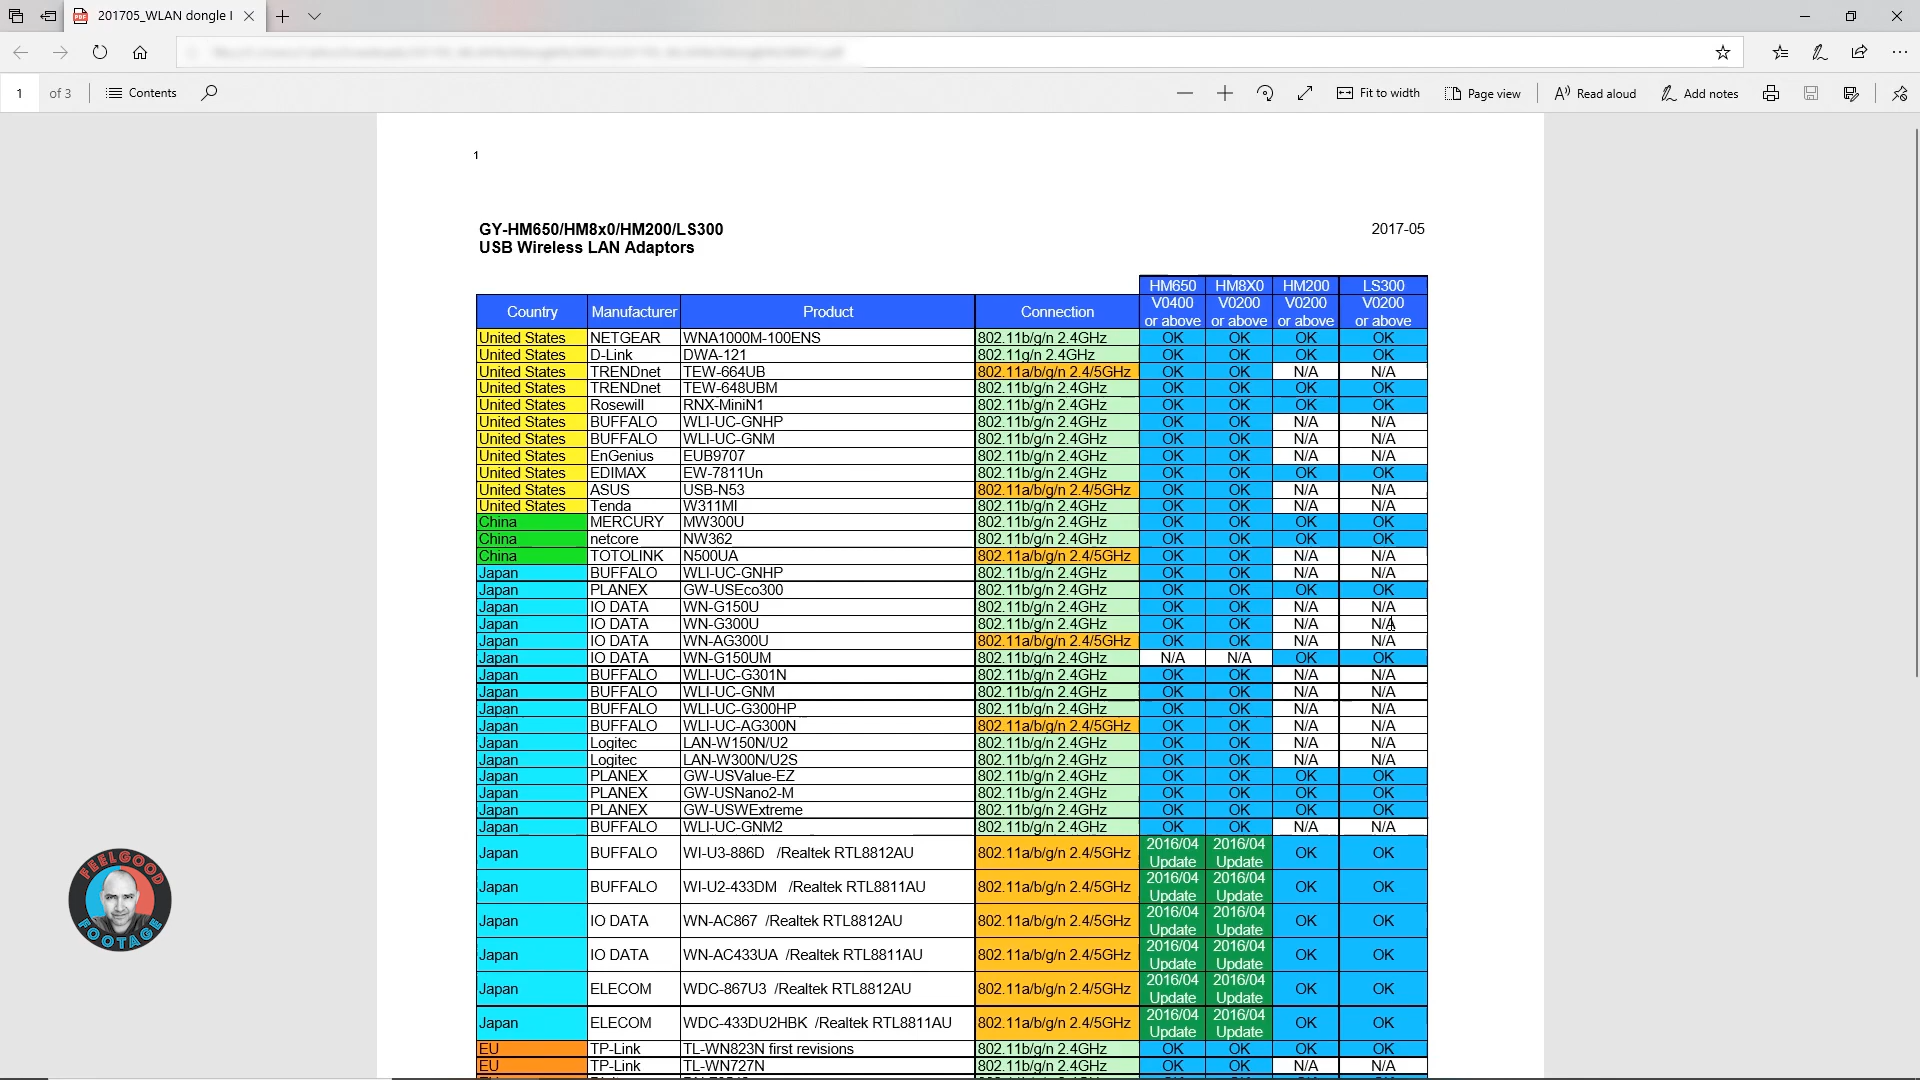 201705_WLAN dongle l
1 of 3 Contents Fit to width Page view Read aloud Add notes
1
GY-HM650/HM8x0/HM200/LS300 2017-05
USB Wireless LAN Adaptors
HM650 HM8X0 HM200 LS300
Country Manufacturer Product Connection V0400 or above V0200 or above V0200 or above V0200 or above
United States NETGEAR WNA1000M-100ENS 802.11b/g/n 2.4GHz OK OK OK OK
United States D-Link DWA-121 802.11g/n 2.4GHz OK OK OK OK
United States TRENDnet TEW-664UB 802.11a/b/g/n 2.4/5GHz OK OK N/A N/A
United States TRENDnet TEW-648UBM 802.11b/g/n 2.4GHz OK OK OK OK
United States Rosewill RNX-MiniN1 802.11b/g/n 2.4GHz OK OK OK OK
United States BUFFALO WLI-UC-GNHP 802.11b/g/n 2.4GHz OK OK N/A N/A
United States BUFFALO WLI-UC-GNM 802.11b/g/n 2.4GHz OK OK N/A N/A
United States EnGenius EUB9707 802.11b/g/n 2.4GHz OK OK N/A N/A
United States EDIMAX EW-7811Un 802.11b/g/n 2.4GHz OK OK OK OK
United States ASUS USB-N53 802.11a/b/g/n 2.4/5GHz OK OK N/A N/A
United States Tenda W311MI 802.11b/g/n 2.4GHz OK OK N/A N/A
China MERCURY MW300U 802.11b/g/n 2.4GHz OK OK OK OK
China netcore NW362 802.11b/g/n 2.4GHz OK OK OK OK
China TOTOLINK N500UA 802.11a/b/g/n 2.4/5GHz OK OK N/A N/A
Japan BUFFALO WLI-UC-GNHP 802.11b/g/n 2.4GHz OK OK N/A N/A
Japan PLANEX GW-USEco300 802.11b/g/n 2.4GHz OK OK OK OK
Japan IO DATA WN-G150U 802.11b/g/n 2.4GHz OK OK N/A N/A
Japan IO DATA WN-G300U 802.11b/g/n 2.4GHz OK OK N/A N/A
Japan IO DATA WN-AG300U 802.11a/b/g/n 2.4/5GHz OK OK N/A N/A
Japan IO DATA WN-G150UM 802.11b/g/n 2.4GHz N/A N/A OK OK
Japan BUFFALO WLI-UC-G301N 802.11b/g/n 2.4GHz OK OK N/A N/A
Japan BUFFALO WLI-UC-GNM 802.11b/g/n 2.4GHz OK OK N/A N/A
Japan BUFFALO WLI-UC-G300HP 802.11b/g/n 2.4GHz OK OK N/A N/A
Japan BUFFALO WLI-UC-AG300N 802.11a/b/g/n 2.4/5GHz OK OK N/A N/A
Japan Logitec LAN-W150N/U2 802.11b/g/n 2.4GHz OK OK N/A N/A
Japan Logitec LAN-W300N/U2S 802.11b/g/n 2.4GHz OK OK N/A N/A
Japan PLANEX GW-USValue-EZ 802.11b/g/n 2.4GHz OK OK OK OK
Japan PLANEX GW-USNano2-M 802.11b/g/n 2.4GHz OK OK OK OK
Japan PLANEX GW-USWExtreme 802.11b/g/n 2.4GHz OK OK OK OK
Japan BUFFALO WLI-UC-GNM2 802.11b/g/n 2.4GHz OK OK N/A N/A
Japan BUFFALO WI-U3-886D /Realtek RTL8812AU 802.11a/b/g/n 2.4/5GHz 2016/04 Update 2016/04 Update OK OK
Japan BUFFALO WI-U2-433DM /Realtek RTL8811AU 802.11a/b/g/n 2.4/5GHz 2016/04 Update 2016/04 Update OK OK
Japan IO DATA WN-AC867 /Realtek RTL8812AU 802.11a/b/g/n 2.4/5GHz 2016/04 Update 2016/04 Update OK OK
Japan IO DATA WN-AC433UA /Realtek RTL8811AU 802.11a/b/g/n 2.4/5GHz 2016/04 Update 2016/04 Update OK OK
Japan ELECOM WDC-867U3 /Realtek RTL8812AU 802.11a/b/g/n 2.4/5GHz 2016/04 Update 2016/04 Update OK OK
Japan ELECOM WDC-433DU2HBK /Realtek RTL8811AU 802.11a/b/g/n 2.4/5GHz 2016/04 Update 2016/04 Update OK OK
EU TP-Link TL-WN823N first revisions 802.11b/g/n 2.4GHz OK OK OK OK
EU TP-Link TL-WN727N 802.11b/g/n 2.4GHz OK OK N/A N/A
FEELGOOD
FOOTAGE